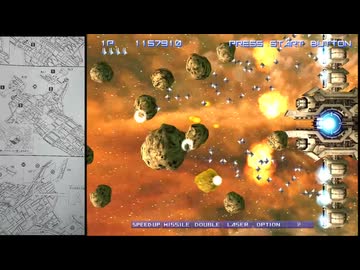 1P 1157910 PRESS START BUTTON
SPEEDUP MISSILE DOUBLE LASER OPTION ?